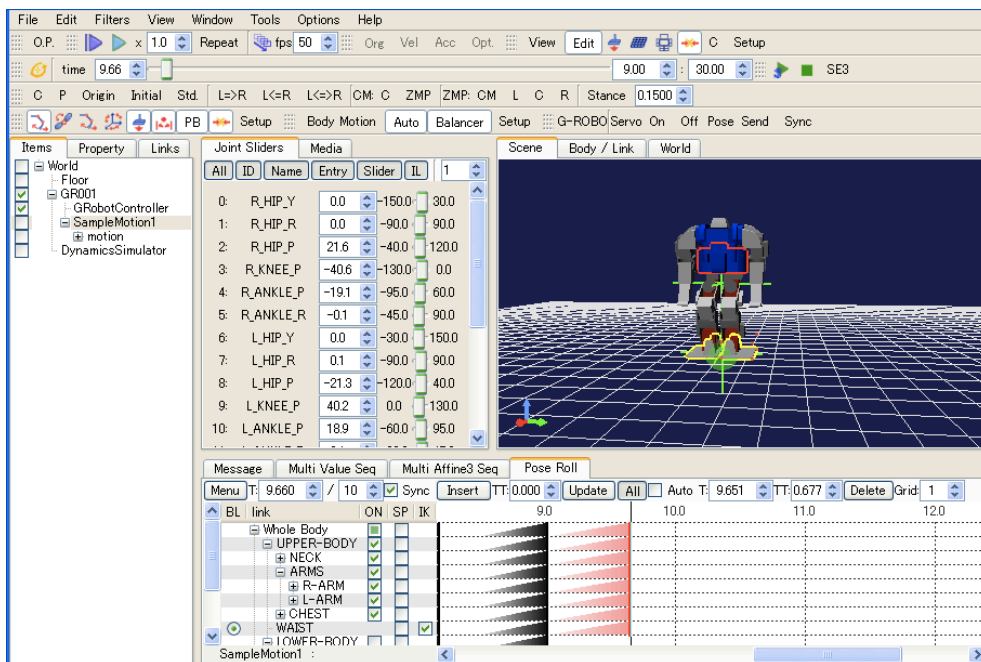 File Edit Filters View Window Tools Options Help
O.P. x 1.0 Repeat fps 50 Org Vel Acc Opt. View Edit C Setup
time 9.66 9.00 : 30.00 SE3
C P Origin Initial Std. L=>R L<=R L<=>R CM: C ZMP ZMP: CM L C R Stance 0.1500
PB Setup Body Motion Auto Balancer Setup G-ROBO Servo On Off Pose Send Sync
Items Property Links
World
Floor
GR001
GRobotController
SampleMotion1
motion
DynamicsSimulator
Joint Sliders Media
All ID Name Entry Slider IL 1
0: R_HIP_Y 0.0 -150.0 30.0
1: R_HIP_R 0.0 -90.0 90.0
2: R_HIP_P 21.6 -40.0 120.0
3: R_KNEE_P -40.6 -130.0 0.0
4: R_ANKLE_P -19.1 -95.0 60.0
5: R_ANKLE_R -0.1 -45.0 90.0
6: L_HIP_Y 0.0 -30.0 150.0
7: L_HIP_R 0.1 -90.0 90.0
8: L_HIP_P -21.3 -120.0 40.0
9: L_KNEE_P 40.2 0.0 130.0
10: L_ANKLE_P 18.9 -60.0 95.0
Scene Body / Link World
Message Multi Value Seq Multi Affine3 Seq Pose Roll
Menu T: 9.660 / 10 Sync Insert TT: 0.000 Update All Auto T: 9.651 TT: 0.677 Delete Grid: 1
BL link ON SP IK 9.0 10.0 11.0 12.0
Whole Body
UPPER-BODY
NECK
ARMS
R-ARM
L-ARM
CHEST
WAIST
LOWER-BODY
SampleMotion1 :